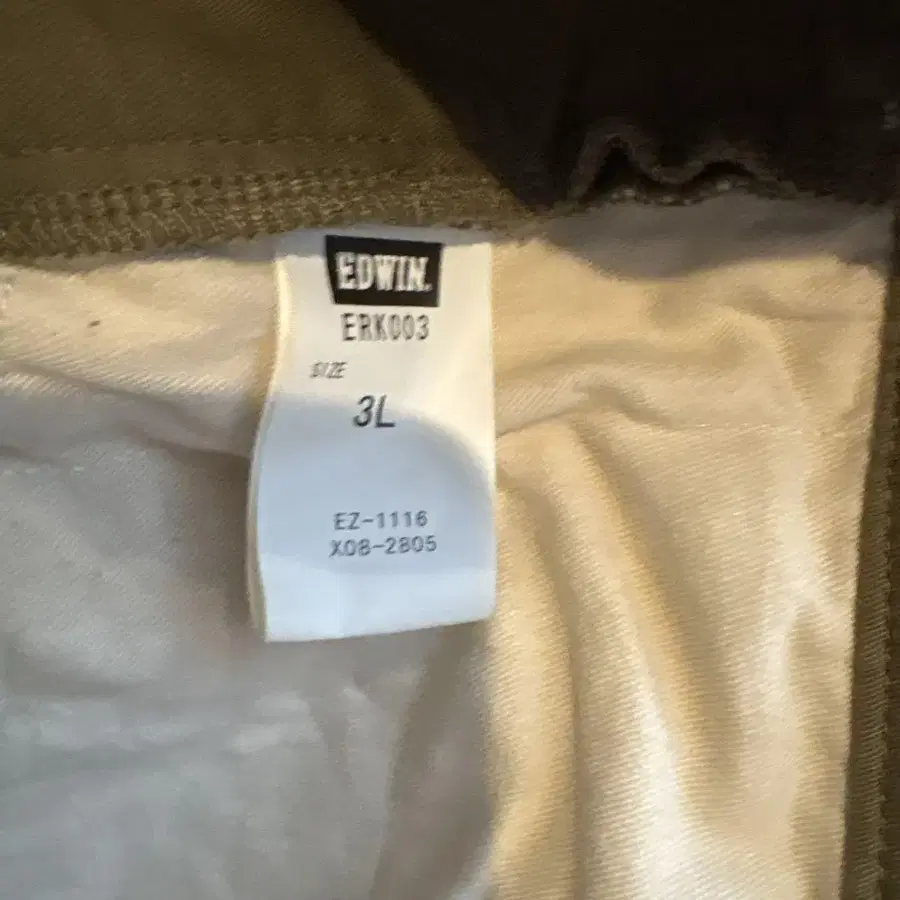 EDWIN.
ERK003
SIZE
3L
EZ-1116
X08-2805